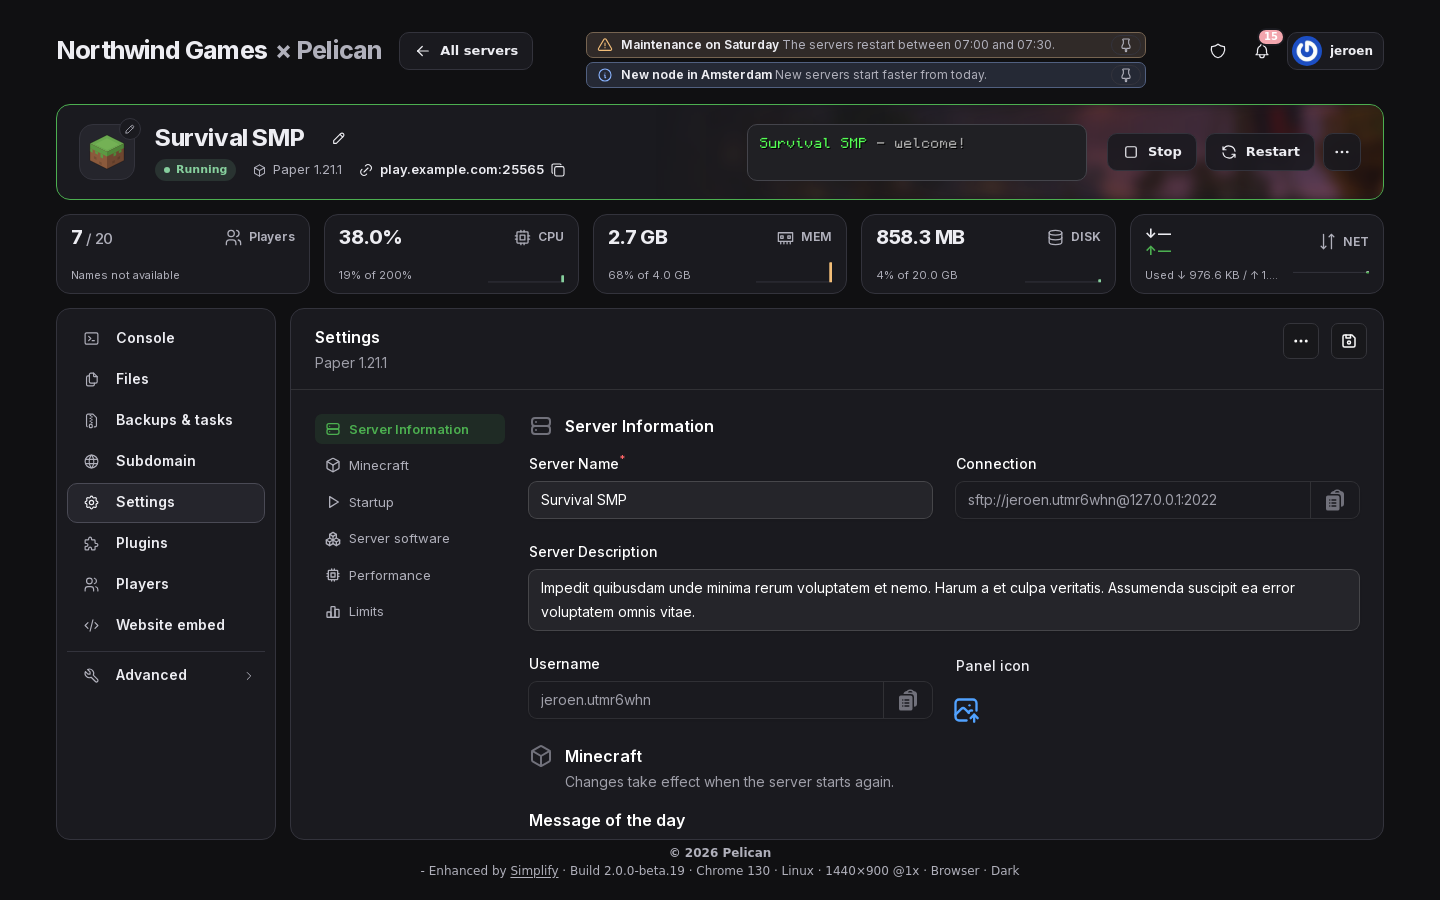 Northwind Games × Pelican
All servers
Maintenance on Saturday The servers restart between 07:00 and 07:30.
New node in Amsterdam New servers start faster from today.
15
jeroen
Survival SMP
Running
Paper 1.21.1
play.example.com:25565
Survival SMP - welcome!
Stop
Restart
7 / 20
Players
Names not available
38.0%
CPU
19% of 200%
2.7 GB
MEM
68% of 4.0 GB
858.3 MB
DISK
4% of 20.0 GB
↓—
↑—
NET
Used ↓ 976.6 KB / ↑ 1....
Console
Files
Backups & tasks
Subdomain
Settings
Plugins
Players
Website embed
Advanced
Settings
Paper 1.21.1
Server Information
Minecraft
Startup
Server software
Performance
Limits
Server Information
Server Name*
Survival SMP
Connection
sftp://jeroen.utmr6whn@127.0.0.1:2022
Server Description
Impedit quibusdam unde minima rerum voluptatem et nemo. Harum a et culpa veritatis. Assumenda suscipit ea error
voluptatem omnis vitae.
Username
jeroen.utmr6whn
Panel icon
Minecraft
Changes take effect when the server starts again.
Message of the day
© 2026 Pelican
- Enhanced by Simplify · Build 2.0.0-beta.19 · Chrome 130 · Linux · 1440×900 @1x · Browser · Dark